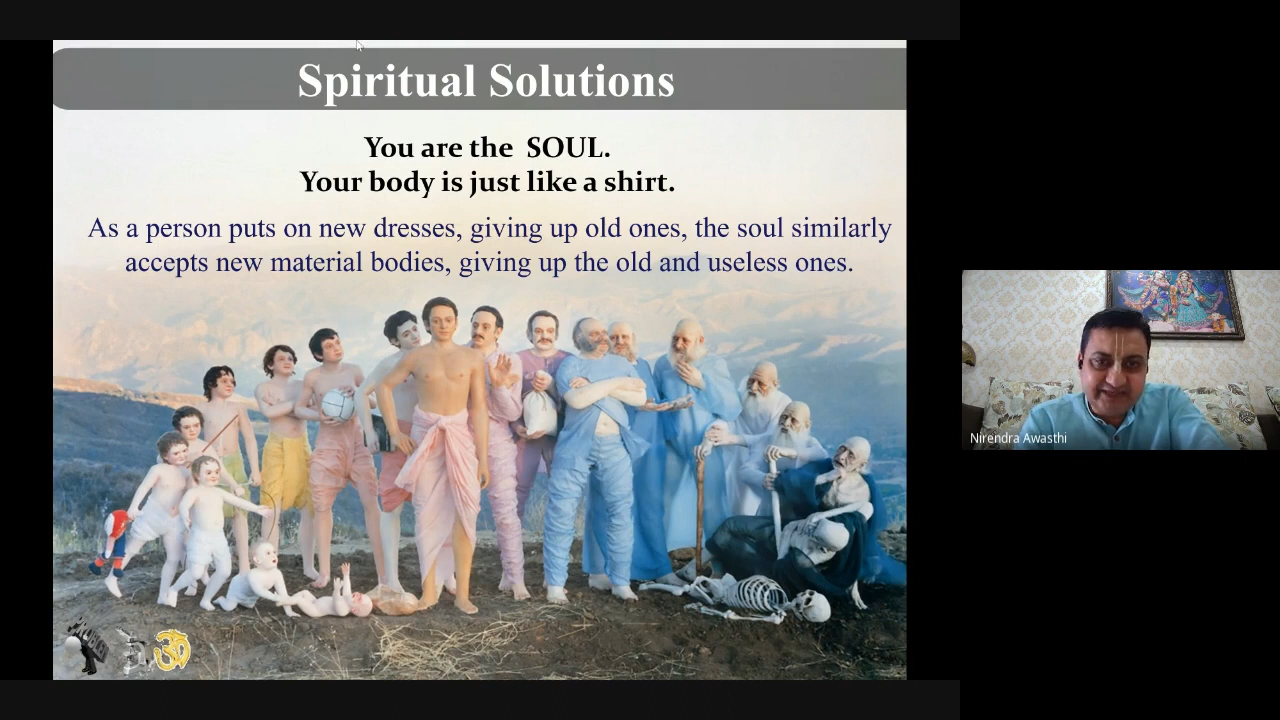 Spiritual Solutions
You are the SOUL.
Your body is just like a shirt.
As a person puts on new dresses, giving up old ones, the soul similarly
accepts new material bodies, giving up the old and useless ones.
Nirendra Awasthi
ॐ